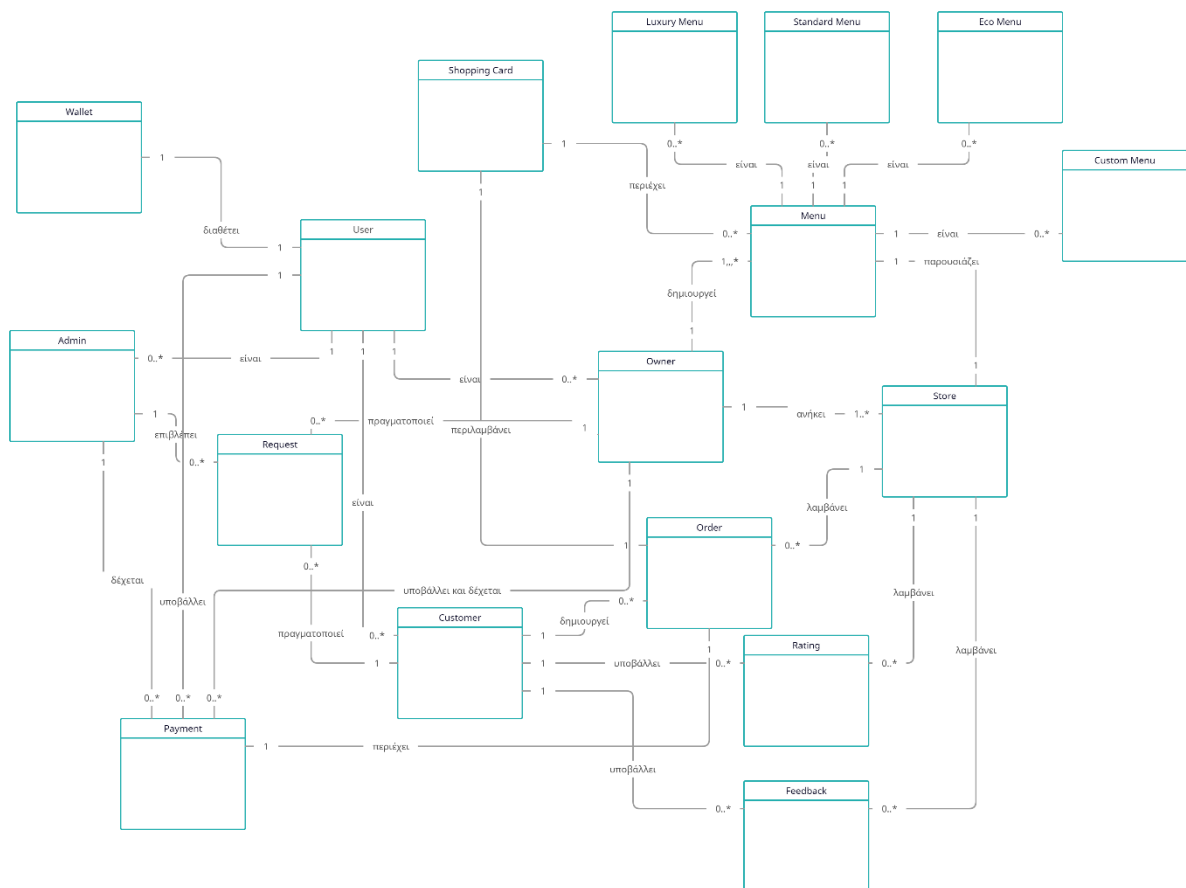 Luxury Menu
Standard Menu
Eco Menu
Shopping Card
Wallet
0..*
0..*
0..*
1
1
Custom Menu
είναι
είναι
είναι
περιέχει
1
1
1
1
Menu
User
διαθέτει
0..*
1
είναι
0..*
1
1,,,*
1
παρουσιάζει
1
δημιουργεί
Admin
1
0..*
είναι
1
1
1
Owner
είναι
0..*
1
Store
1
ανήκει
1..*
1
0..*
πραγματοποιεί
1
επιβλέπει
Request
περιλαμβάνει
1
0..*
1
1
είναι
λαμβάνει
1
1
Order
1
0..*
0..*
δέχεται
υποβάλλει και δέχεται
λαμβάνει
υποβάλλει
0..*
Customer
δημιουργεί
πραγματοποιεί
0..*
1
1
Rating
λαμβάνει
1
1
υποβάλλει
0..*
0..*
1
0..*
0..*
0..*
Payment
1
περιέχει
υποβάλλει
Feedback
0..*
0..*